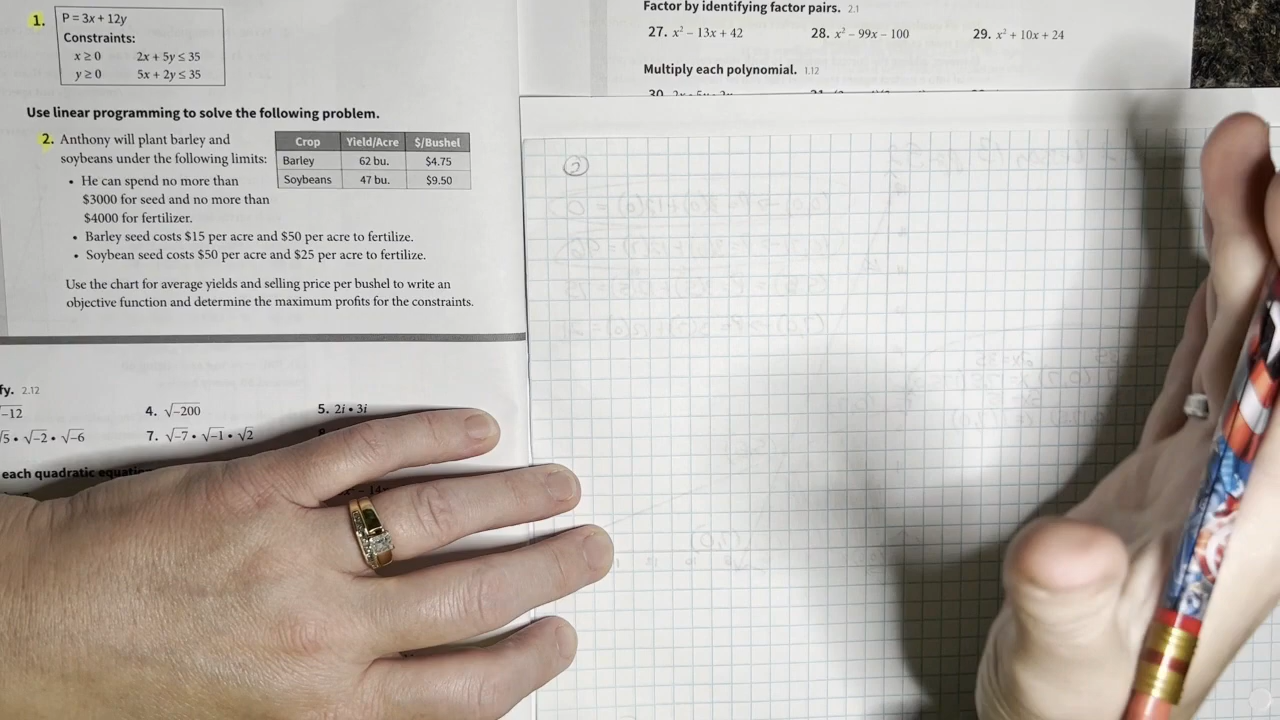 1. P = 3x + 12y
Constraints:
x ≥ 0 2x + 5y ≤ 35
y ≥ 0 5x + 2y ≤ 35
Use linear programming to solve the following problem.
2. Anthony will plant barley and
soybeans under the following limits:
• He can spend no more than
$3000 for seed and no more than
$4000 for fertilizer.
• Barley seed costs $15 per acre and $50 per acre to fertilize.
• Soybean seed costs $50 per acre and $25 per acre to fertilize.
Use the chart for average yields and selling price per bushel to write an
objective function and determine the maximum profits for the constraints.
Crop Yield/Acre $/Bushel
Barley 62 bu. $4.75
Soybeans 47 bu. $9.50
fy. 2.12
√−12 4. √−200 5. 2i • 3i
√5 • √−2 • √−6 7. √−7 • √−1 • √2
each quadratic equation
Factor by identifying factor pairs. 2.1
27. x² − 13x + 42 28. x² − 99x − 100 29. x² + 10x + 24
Multiply each polynomial. 1.12
30.
2